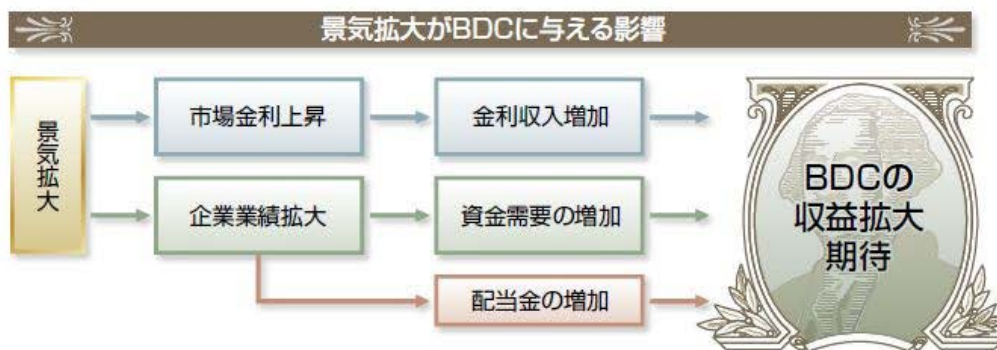 景気拡大がBDCに与える影響
景気拡大
市場金利上昇
金利収入増加
企業業績拡大
資金需要の増加
配当金の増加
BDCの
収益拡大
期待